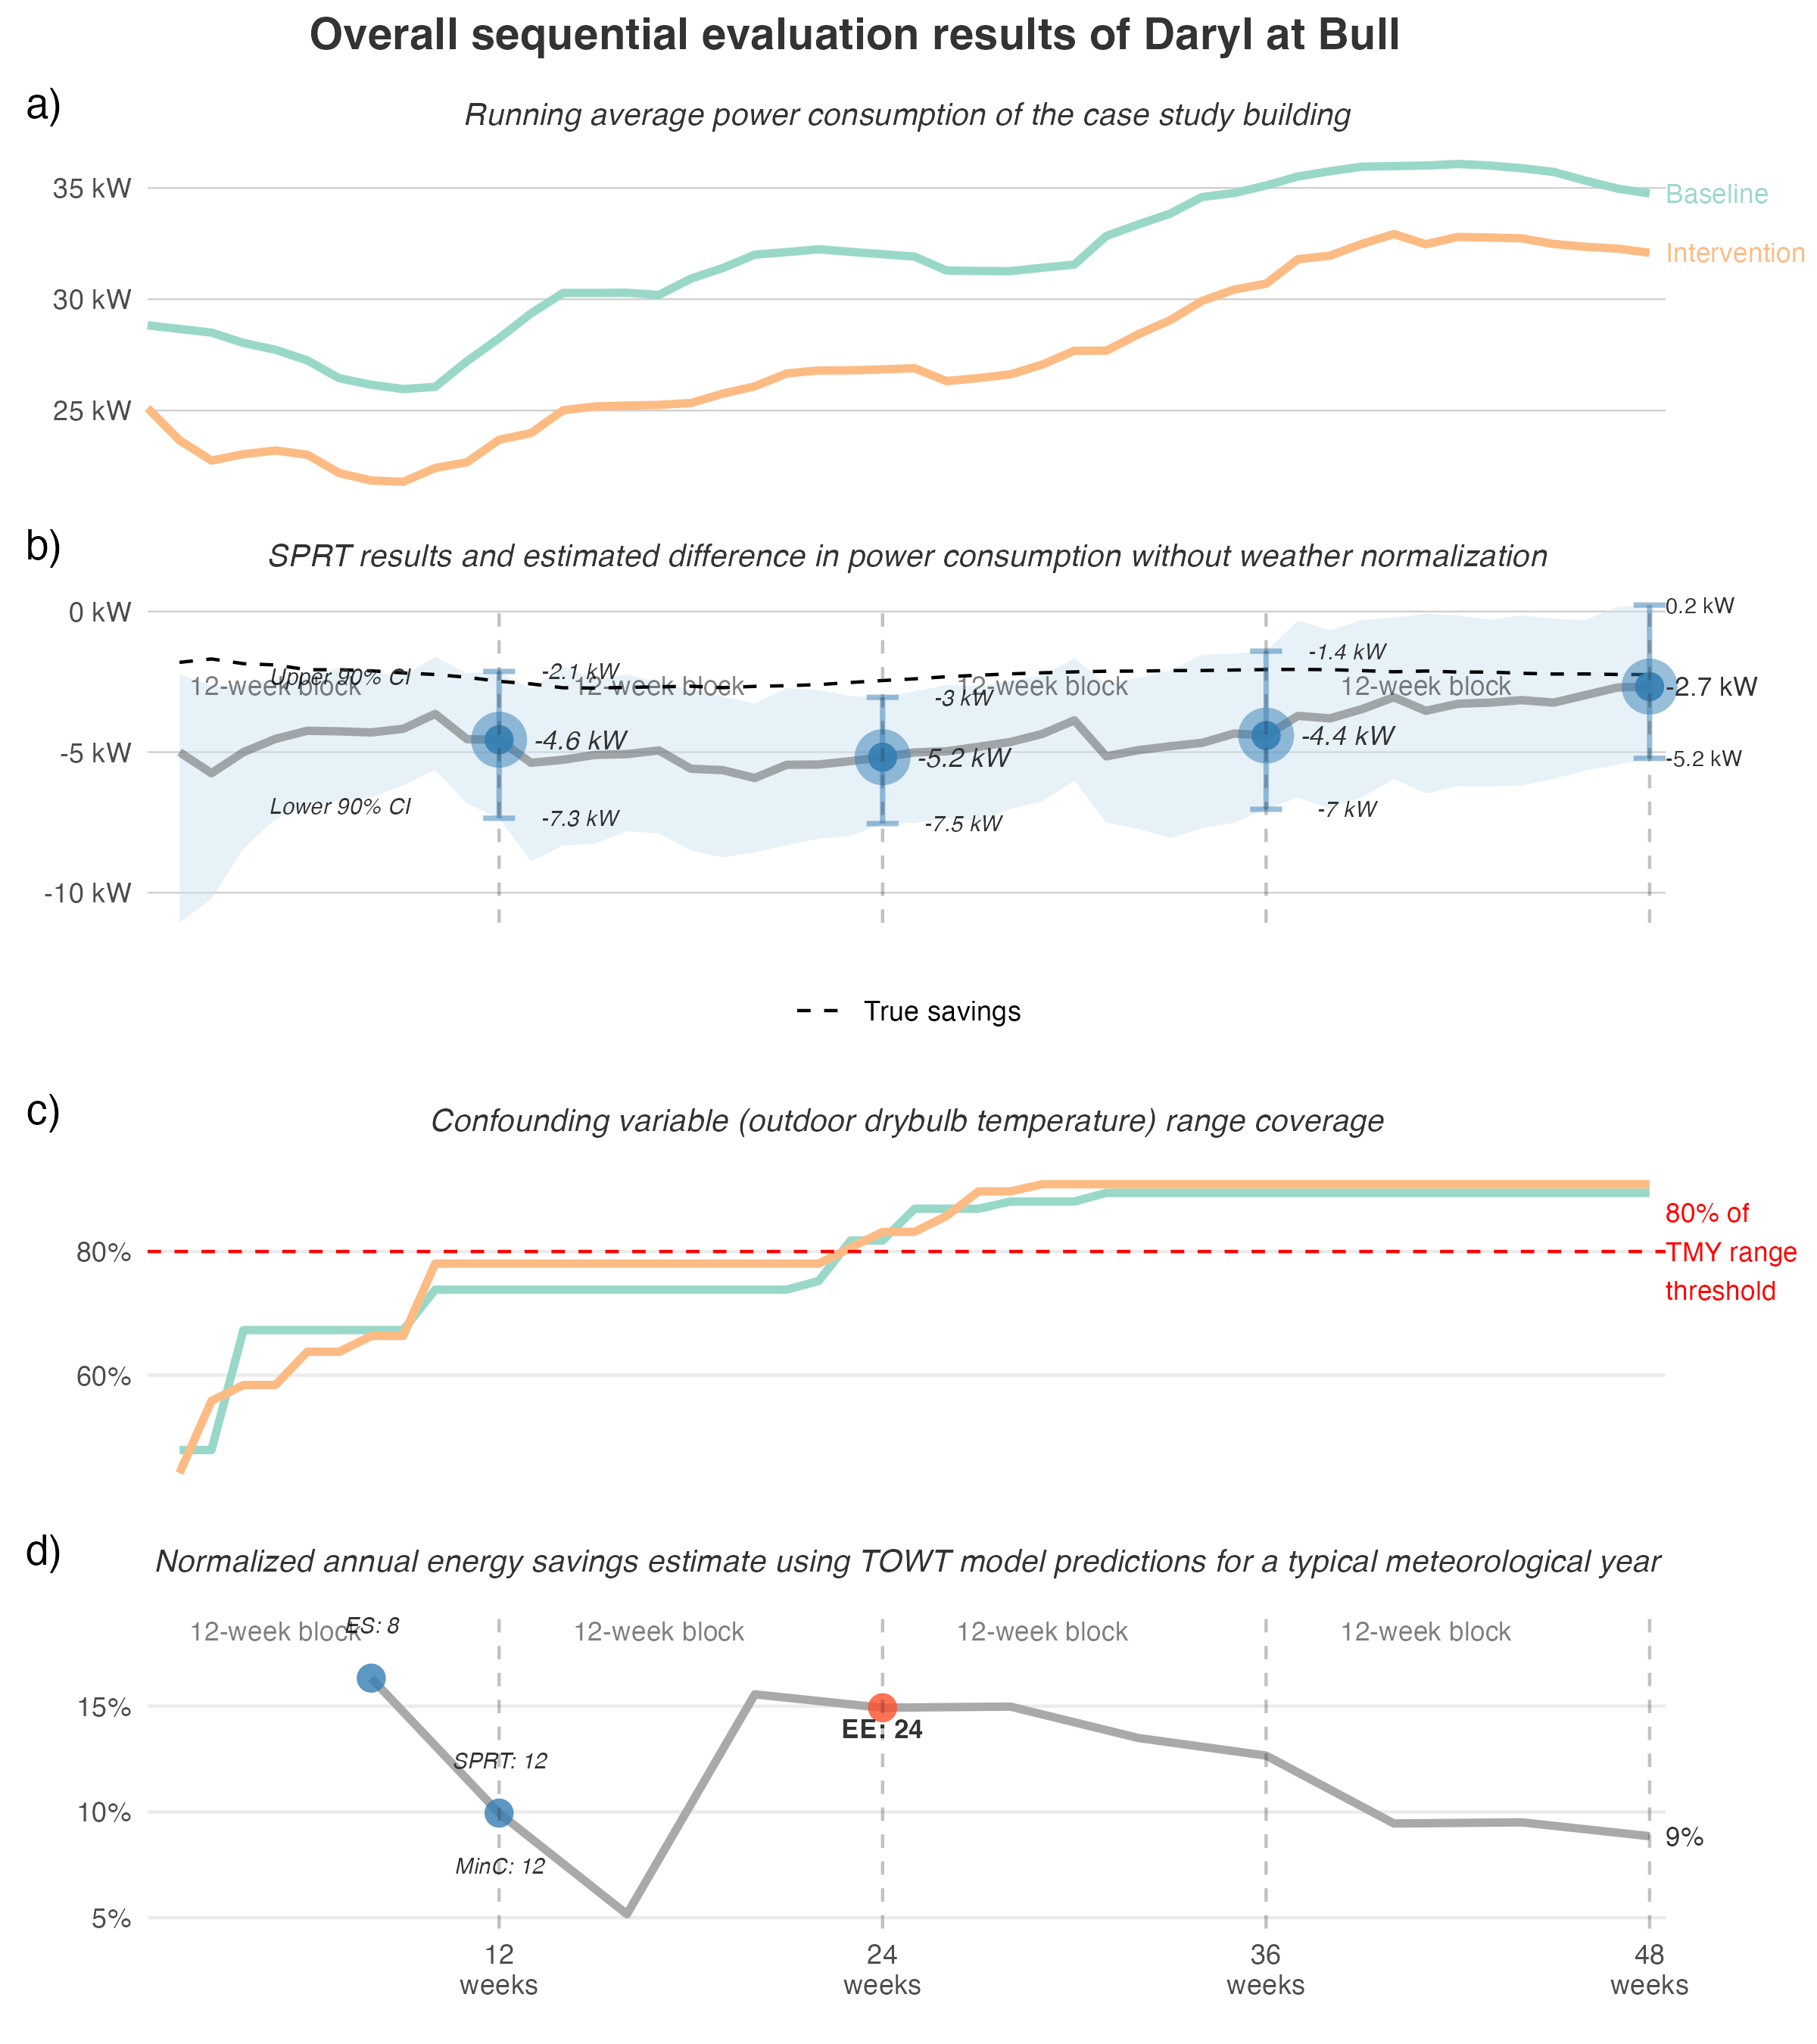 Overall sequential evaluation results of Daryl at Bull
a)
Running average power consumption of the case study building
35 kW
30 kW
25 kW
Baseline
Intervention
b)
SPRT results and estimated difference in power consumption without weather normalization
0 kW
-5 kW
-10 kW
12-week block
12-week block
12-week block
12-week block
Upper 90% CI
Lower 90% CI
-2.1 kW
-4.6 kW
-7.3 kW
-3 kW
-5.2 kW
-7.5 kW
-1.4 kW
-4.4 kW
-7 kW
0.2 kW
-2.7 kW
-5.2 kW
True savings
c)
Confounding variable (outdoor drybulb temperature) range coverage
80%
60%
80% of
TMY range
threshold
d)
Normalized annual energy savings estimate using TOWT model predictions for a typical meteorological year
12-week block
12-week block
12-week block
12-week block
ES: 8
15%
10%
5%
SPRT: 12
MinC: 12
EE: 24
9%
12
weeks
24
weeks
36
weeks
48
weeks